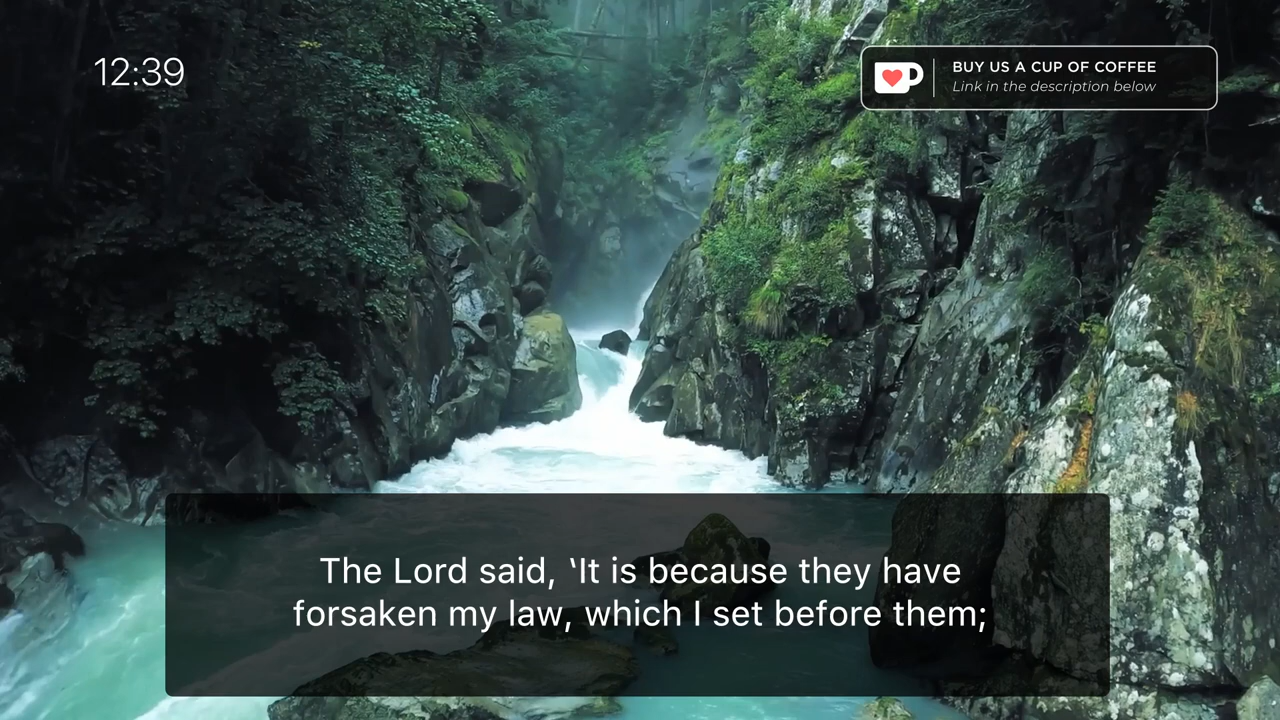 12:39
BUY US A CUP OF COFFEE
Link in the description below
The Lord said, ‘It is because they have
forsaken my law, which I set before them;